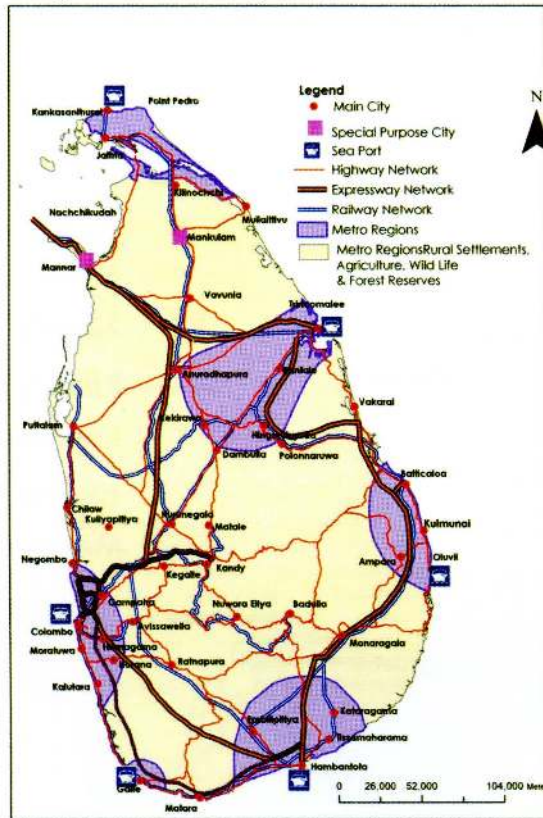 Point Pedro
Kankasanthurai
Jaffna
Kilinochchi
Nachchikudah
Mullaittivu
Mankulam
Mannar
Vavunia
Trincomalee
Anuradhapura
Kantale
Vakarai
Puttalam
Kekirawa
Polonnaruwa
Dambulla
Batticaloa
Chilaw
Kuliyapitiya
Kurunegala
Matale
Kulmunai
Oluvil
Ampara
Negombo
Kegalle
Kandy
Gampaha
Nuwara Eliya
Badulla
Colombo
Avissawella
Monaragala
Moratuwa
Homagama
Horana
Ratnapura
Kalutara
Embilipitiya
Kataragama
Tissamaharama
Hambantota
Galle
Matara
Legend
Main City
Special Purpose City
Sea Port
Highway Network
Expressway Network
Railway Network
Metro Regions
Metro RegionsRural Settlements,
Agriculture, Wild Life
& Forest Reserves
N
0 26,000 52,000 104,000 Mete